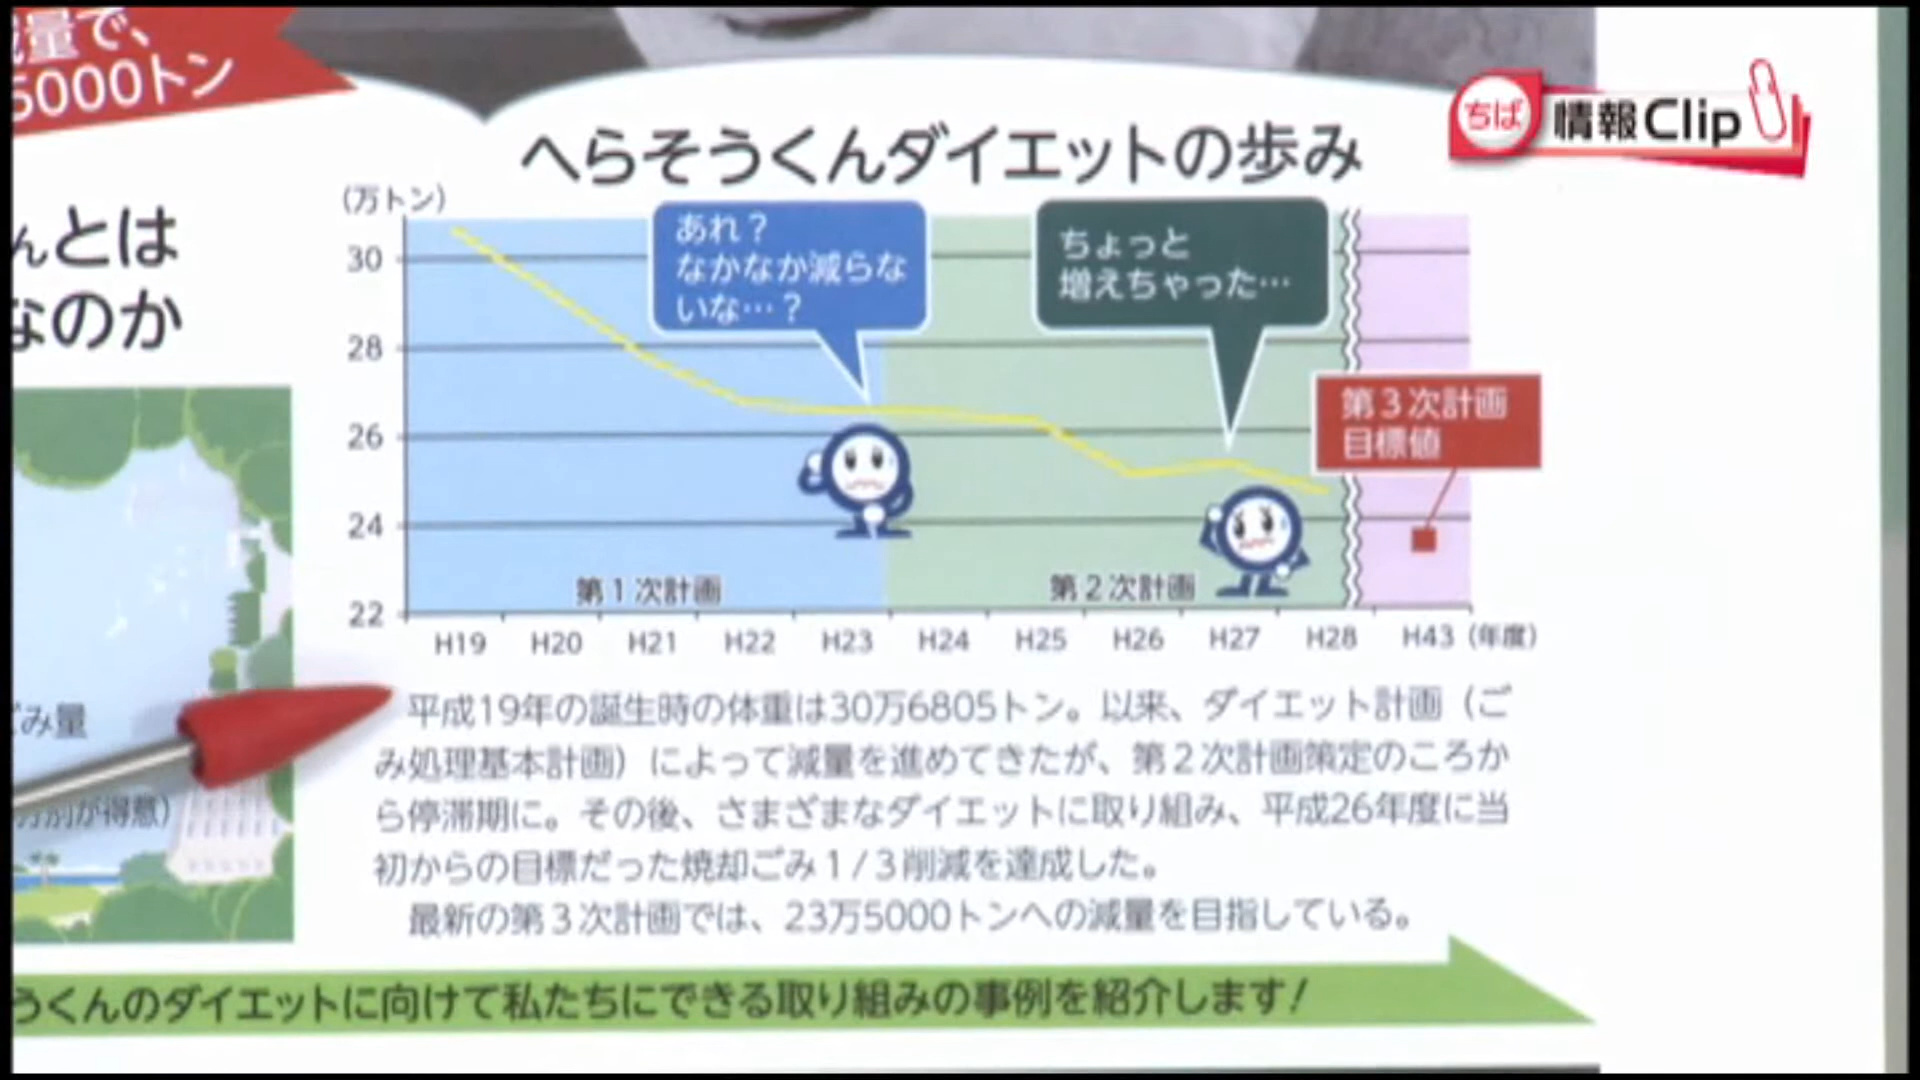 量で、
5000トン
ちば 情報Clip
へらそうくんダイエットの歩み
(万トン)
あれ?
なかなか減らな
いな…?
ちょっと
増えちゃった…
んとは
なのか
30
28
26
24
22
第3次計画
目標値
第1次計画
第2次計画
H19 H20 H21 H22 H23 H24 H25 H26 H27 H28 H43 (年度)
平成19年の誕生時の体重は30万6805トン。以来、ダイエット計画(ご
み処理基本計画)によって減量を進めてきたが、第2次計画策定のころか
ら停滞期に。その後、さまざまなダイエットに取り組み、平成26年度に当
初からの目標だった焼却ごみ1/3削減を達成した。
最新の第3次計画では、23万5000トンへの減量を目指している。
ごみ量
分別が得意)
うくんのダイエットに向けて私たちにできる取り組みの事例を紹介します!